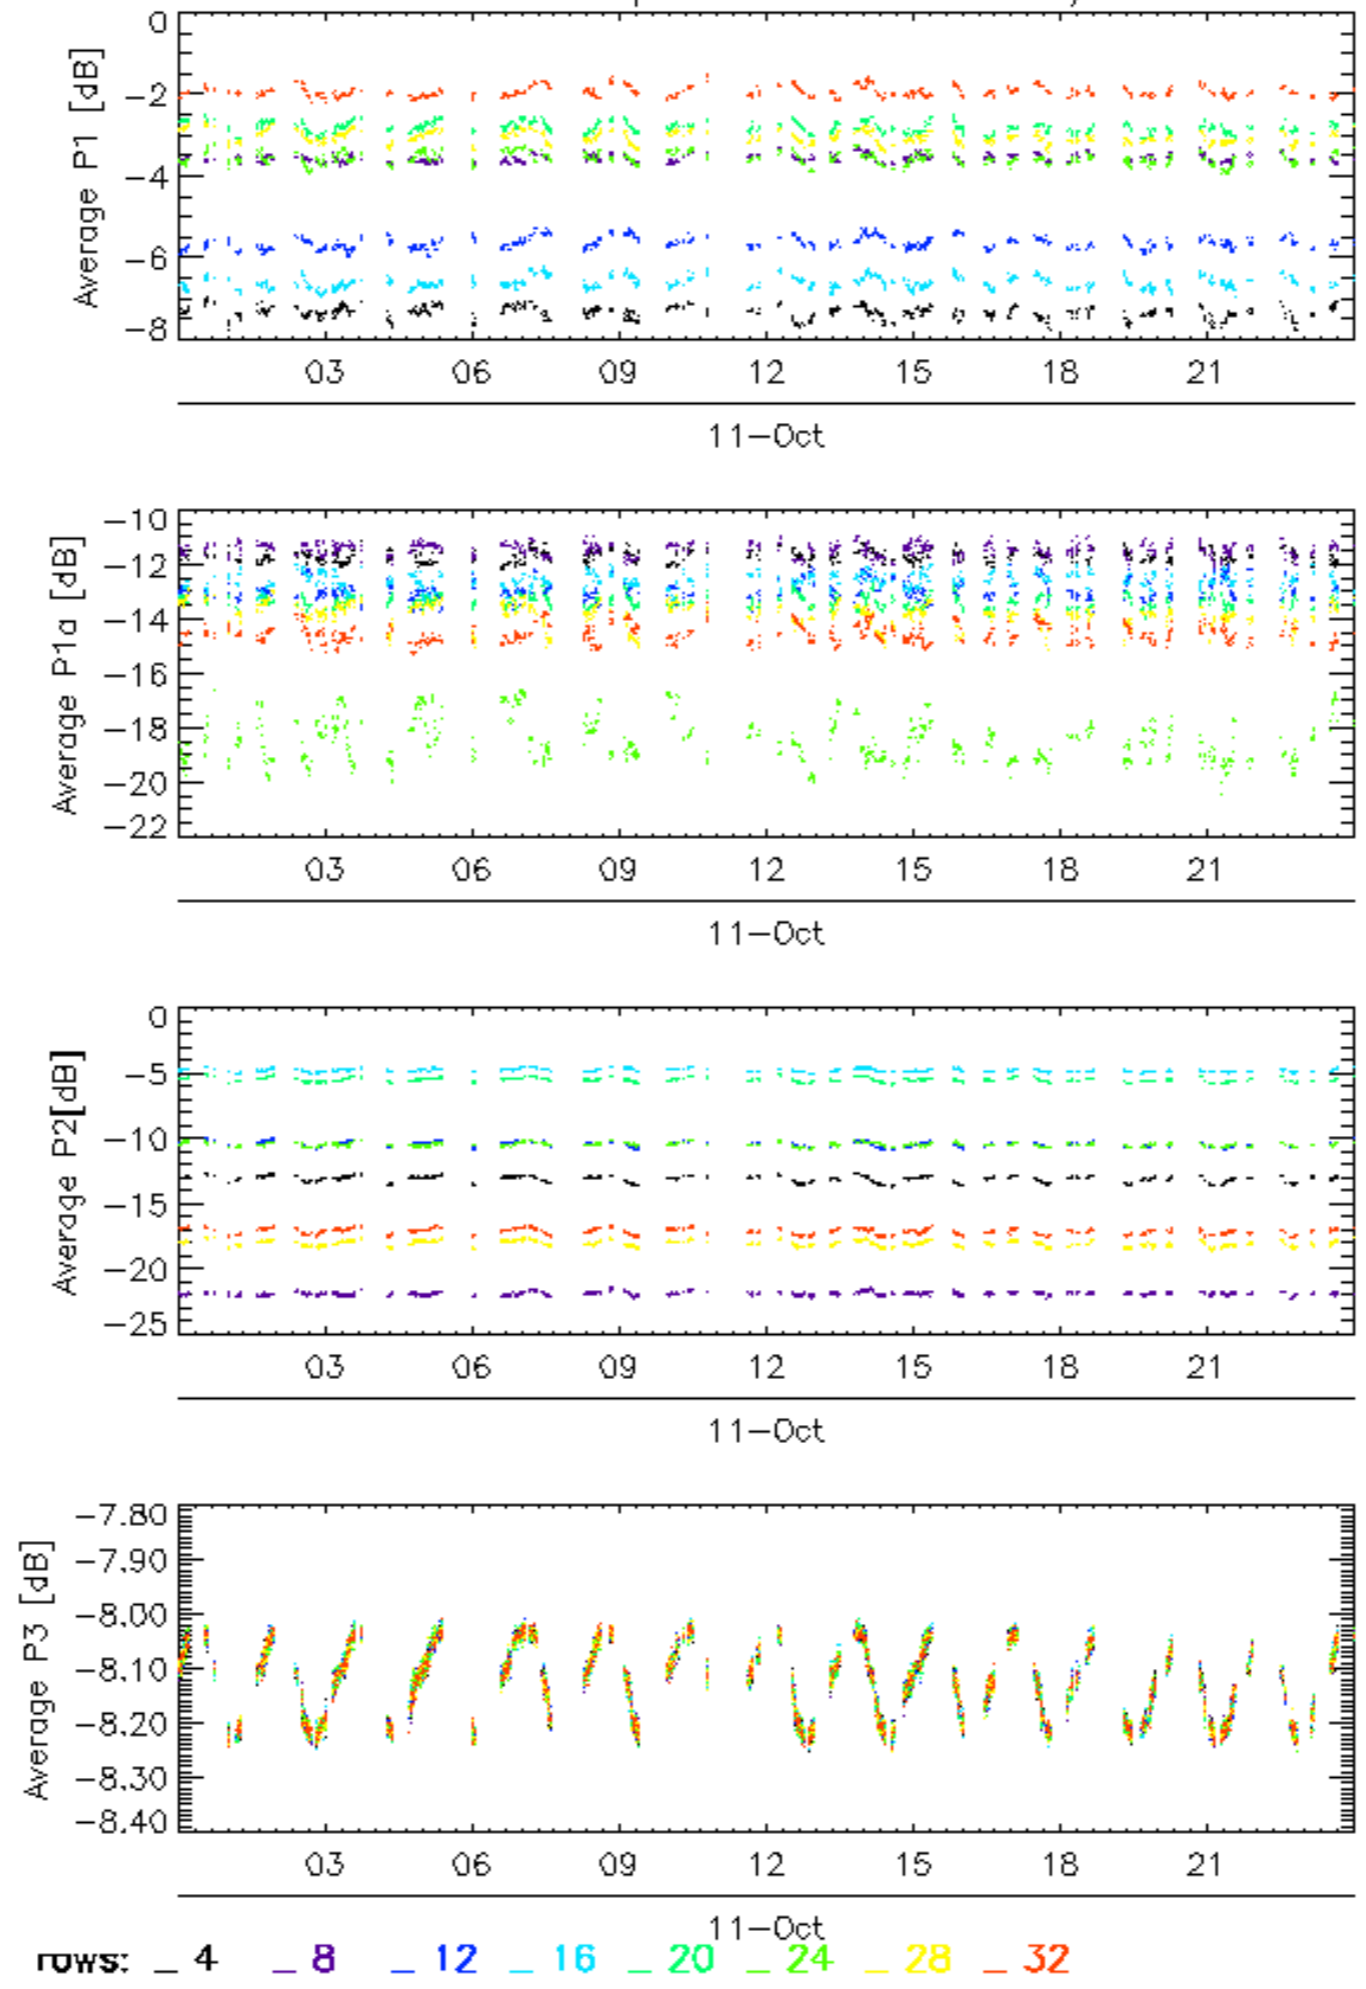 0
−2
−4
−6
−8
Average P1 [dB]
03 06 09 12 15 18 21
11−Oct
−10
−12
−14
−16
−18
−20
−22
Average P1a [dB]
03 06 09 12 15 18 21
11−Oct
0
−5
−10
−15
−20
−25
Average P2[dB]
03 06 09 12 15 18 21
11−Oct
−7.80
−7.90
−8.00
−8.10
−8.20
−8.30
−8.40
Average P3 [dB]
03 06 09 12 15 18 21
11−Oct
rows: _ 4 _ 8 _ 12 _ 16 _ 20 _ 24 _ 28 _ 32